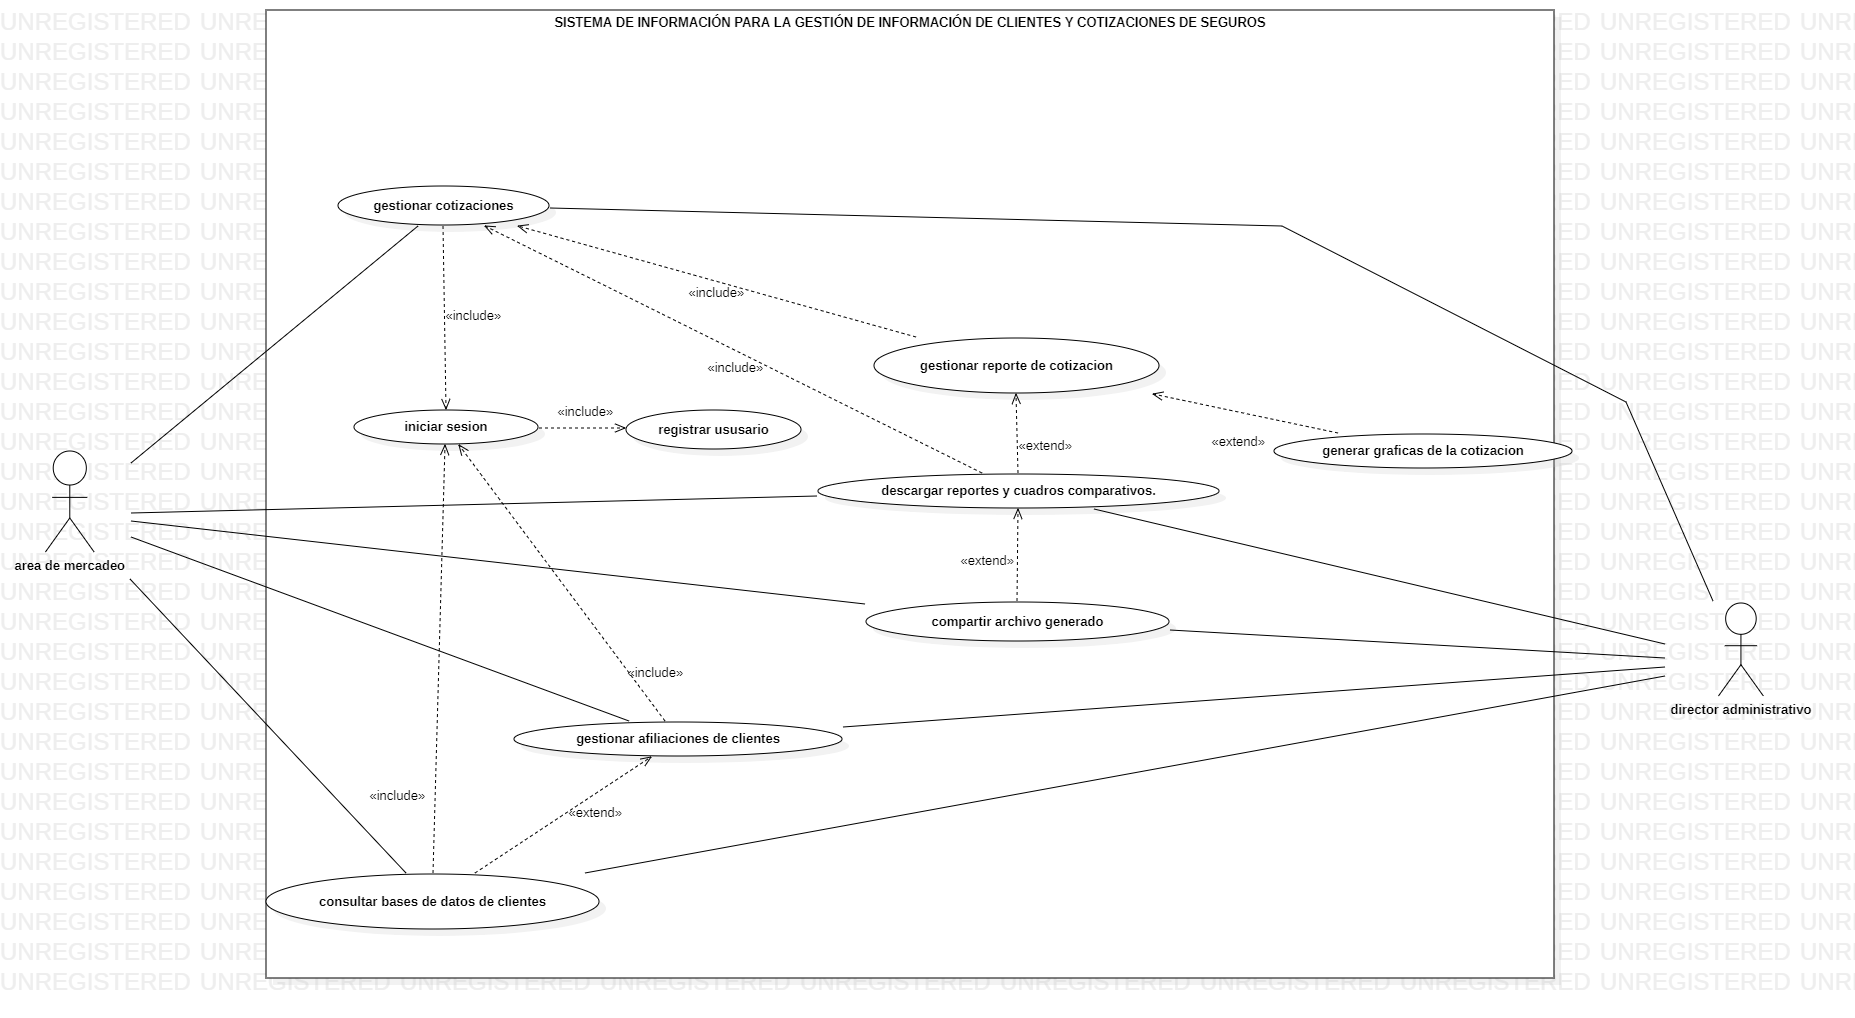 SISTEMA DE INFORMACIÓN PARA LA GESTIÓN DE INFORMACIÓN DE CLIENTES Y COTIZACIONES DE SEGUROS
gestionar cotizaciones
«include»
«include»
«include»
gestionar reporte de cotizacion
«include»
iniciar sesion
registrar ususario
«extend»
«extend»
generar graficas de la cotizacion
descargar reportes y cuadros comparativos.
«extend»
area de mercadeo
compartir archivo generado
«include»
director administrativo
gestionar afiliaciones de clientes
«include»
«extend»
consultar bases de datos de clientes
UNREGISTERED